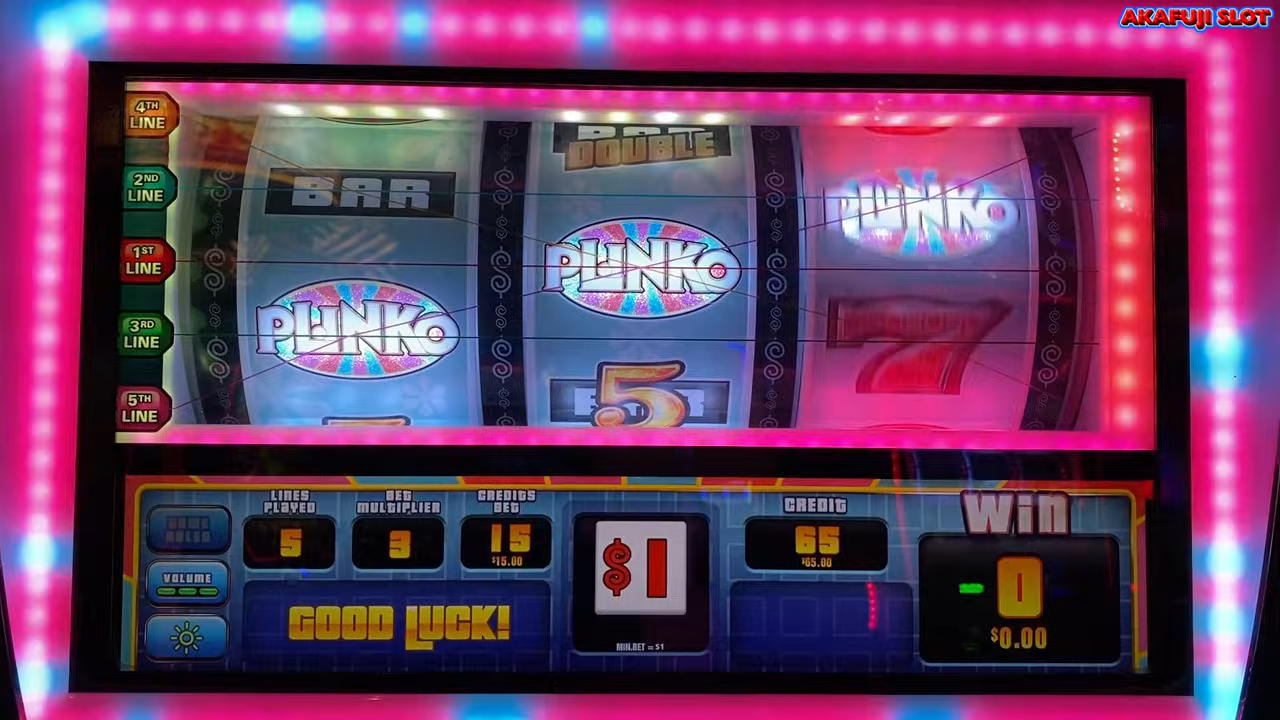 AKAFUJI SLOT
4TH LINE
2ND LINE
1ST LINE
3RD LINE
5TH LINE
BAR
DOUBLE
PLINKO
PLINKO
PLINKO
5
7
LINES PLAYED
5
BET MULTIPLIER
3
CREDITS BET
15
$15.00
$1
MIN.BET = $1
CREDIT
65
$65.00
WIN
0
$0.00
VOLUME
GOOD LUCK!